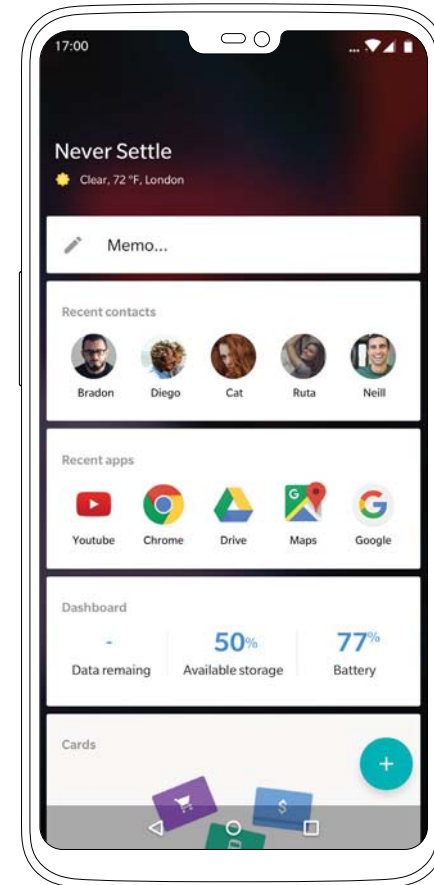 17:00
...
Never Settle
Clear, 72 °F, London
Memo...
Recent contacts
Bradon Diego Cat Ruta Neill
Recent apps
Youtube Chrome Drive Maps Google
Dashboard
- 50% 77%
Data remaing Available storage Battery
Cards
+
$